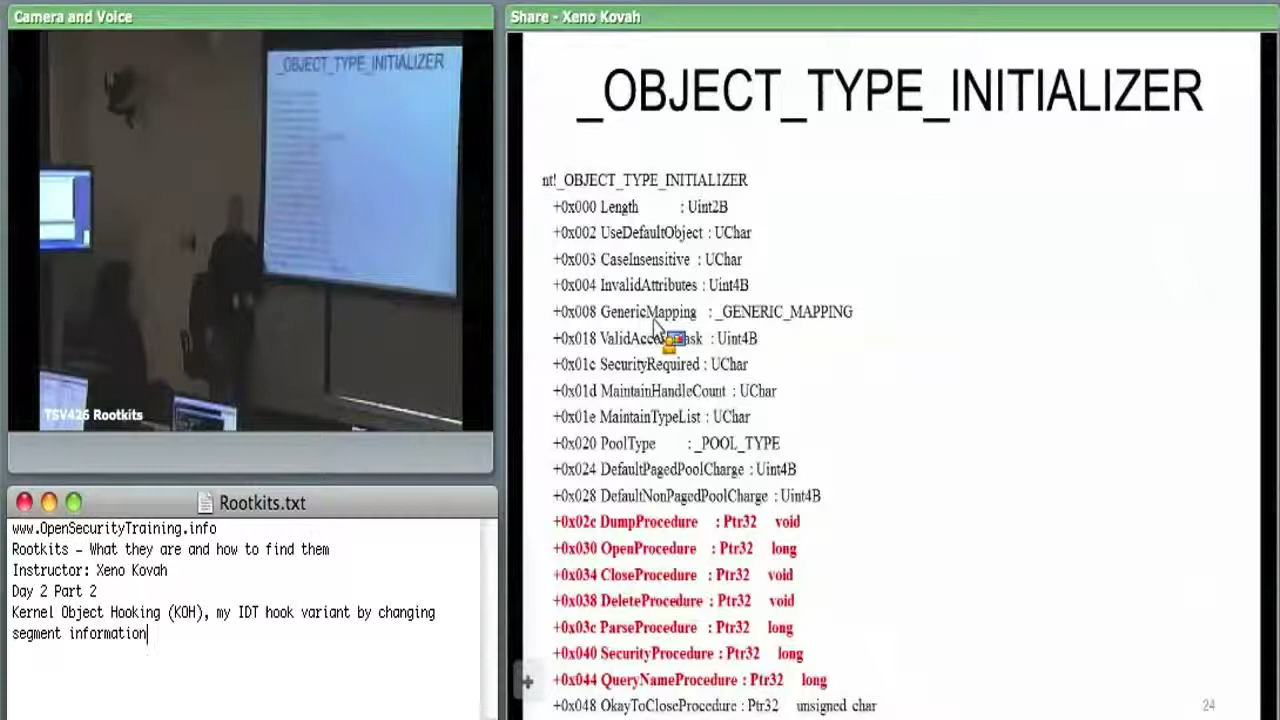 Camera and Voice
_OBJECT_TYPE_INITIALIZER
TSV426 Rootkits
Rootkits.txt
www.OpenSecurityTraining.info
Rootkits – What they are and how to find them
Instructor: Xeno Kovah
Day 2 Part 2
Kernel Object Hooking (KOH), my IDT hook variant by changing
segment information
Share - Xeno Kovah
_OBJECT_TYPE_INITIALIZER
nt!_OBJECT_TYPE_INITIALIZER
+0x000 Length : Uint2B
+0x002 UseDefaultObject : UChar
+0x003 CaseInsensitive : UChar
+0x004 InvalidAttributes : Uint4B
+0x008 GenericMapping : _GENERIC_MAPPING
+0x018 : Uint4B
+0x01c SecurityRequired : UChar
+0x01d MaintainHandleCount : UChar
+0x01e MaintainTypeList : UChar
+0x020 PoolType : _POOL_TYPE
+0x024 DefaultPagedPoolCharge : Uint4B
+0x028 DefaultNonPagedPoolCharge : Uint4B
+0x02c DumpProcedure : Ptr32 void
+0x030 OpenProcedure : Ptr32 long
+0x034 CloseProcedure : Ptr32 void
+0x038 DeleteProcedure : Ptr32 void
+0x03c ParseProcedure : Ptr32 long
+0x040 SecurityProcedure : Ptr32 long
+0x044 QueryNameProcedure : Ptr32 long
+0x048 OkayToCloseProcedure : Ptr32 unsigned char
24